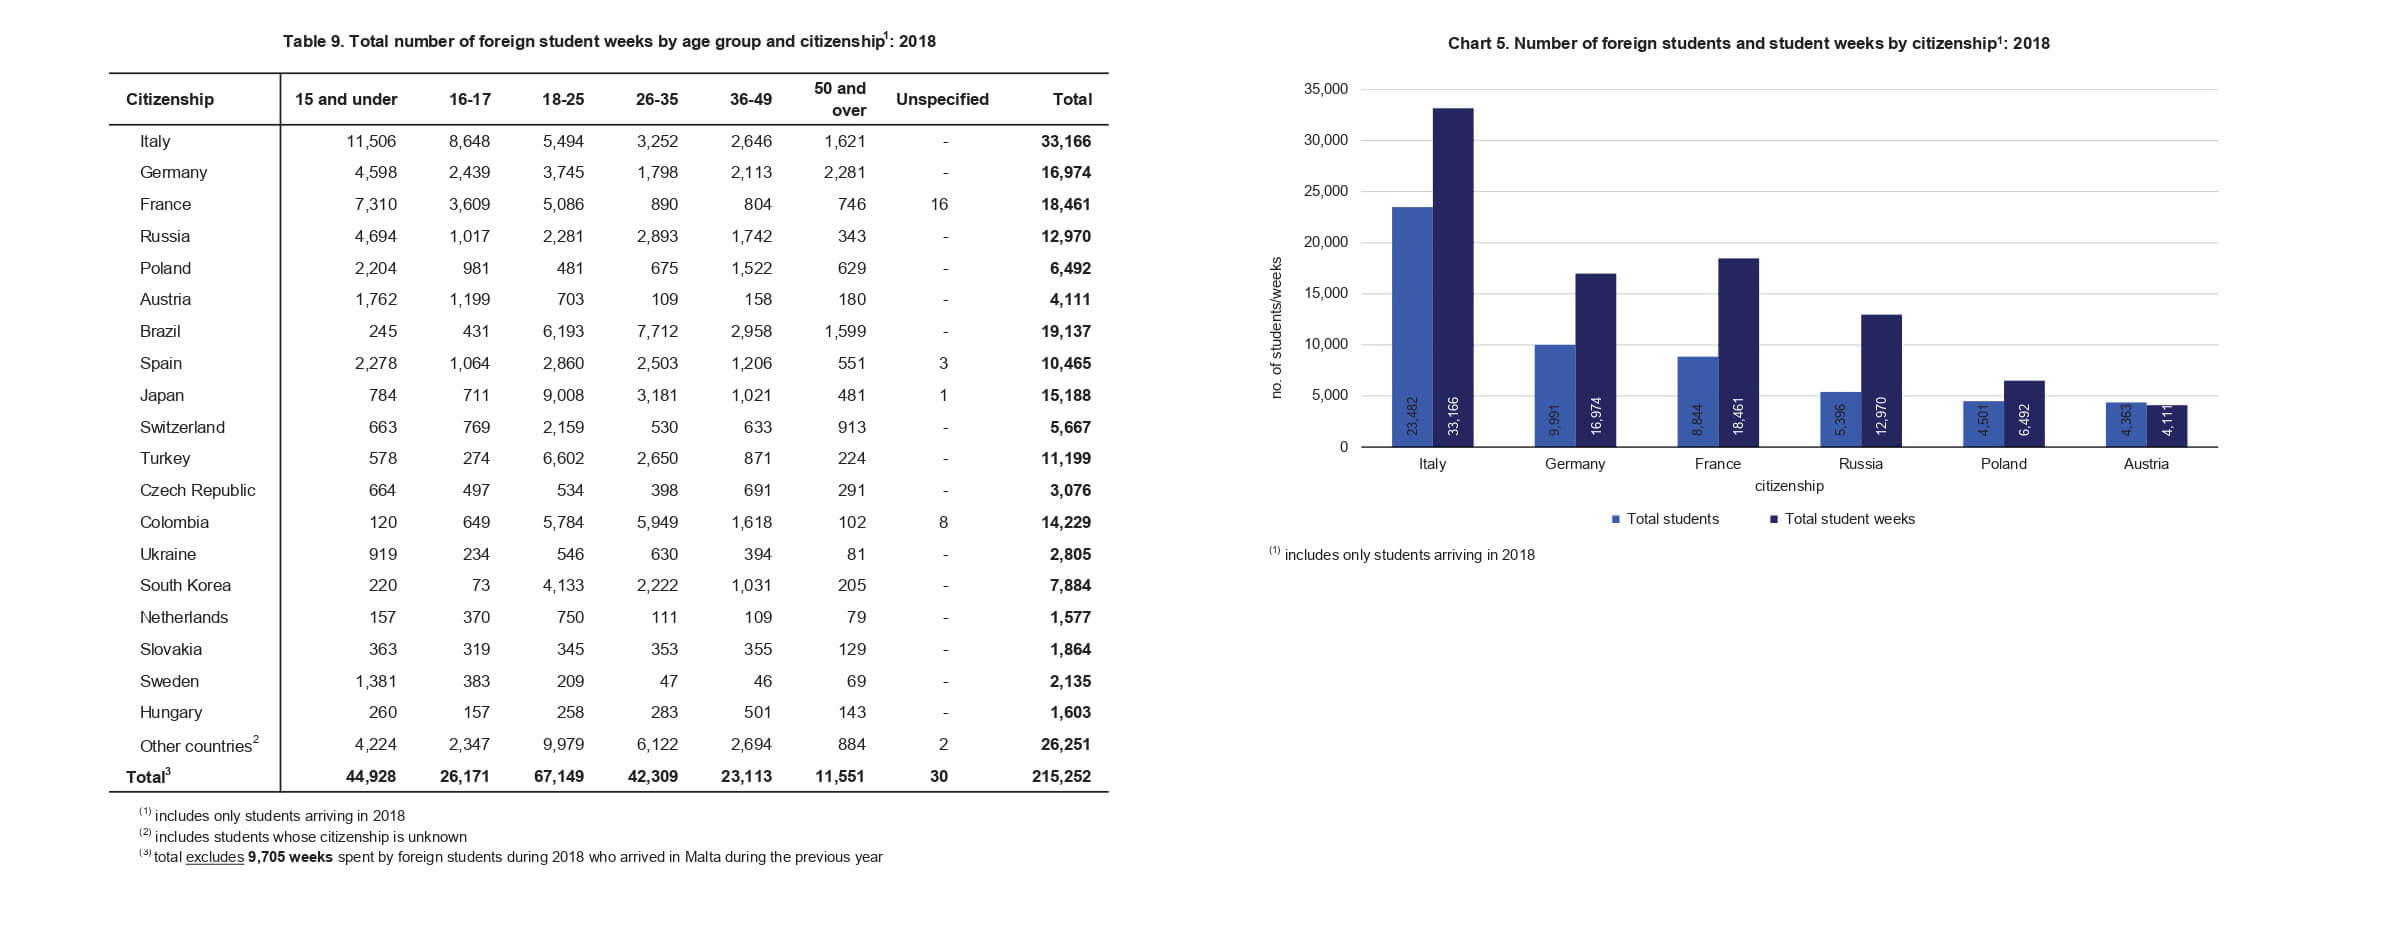 Table 9. Total number of foreign student weeks by age group and citizenship1: 2018
Citizenship 15 and under 16-17 18-25 26-35 36-49 50 and over Unspecified Total
Italy 11,506 8,648 5,494 3,252 2,646 1,621 - 33,166
Germany 4,598 2,439 3,745 1,798 2,113 2,281 - 16,974
France 7,310 3,609 5,086 890 804 746 16 18,461
Russia 4,694 1,017 2,281 2,893 1,742 343 - 12,970
Poland 2,204 981 481 675 1,522 629 - 6,492
Austria 1,762 1,199 703 109 158 180 - 4,111
Brazil 245 431 6,193 7,712 2,958 1,599 - 19,137
Spain 2,278 1,064 2,860 2,503 1,206 551 3 10,465
Japan 784 711 9,008 3,181 1,021 481 1 15,188
Switzerland 663 769 2,159 530 633 913 - 5,667
Turkey 578 274 6,602 2,650 871 224 - 11,199
Czech Republic 664 497 534 398 691 291 - 3,076
Colombia 120 649 5,784 5,949 1,618 102 8 14,229
Ukraine 919 234 546 630 394 81 - 2,805
South Korea 220 73 4,133 2,222 1,031 205 - 7,884
Netherlands 157 370 750 111 109 79 - 1,577
Slovakia 363 319 345 353 355 129 - 1,864
Sweden 1,381 383 209 47 46 69 - 2,135
Hungary 260 157 258 283 501 143 - 1,603
Other countries2 4,224 2,347 9,979 6,122 2,694 884 2 26,251
Total3 44,928 26,171 67,149 42,309 23,113 11,551 30 215,252
(1) includes only students arriving in 2018
(2) includes students whose citizenship is unknown
(3) total excludes 9,705 weeks spent by foreign students during 2018 who arrived in Malta during the previous year
Chart 5. Number of foreign students and student weeks by citizenship1: 2018
no. of students/weeks
35,000
30,000
25,000
20,000
15,000
10,000
5,000
0
23,482 33,166 9,991 16,974 8,844 18,461 5,396 12,970 4,501 6,492 4,363 4,111
Italy Germany France Russia Poland Austria
citizenship
Total students Total student weeks
(1) includes only students arriving in 2018